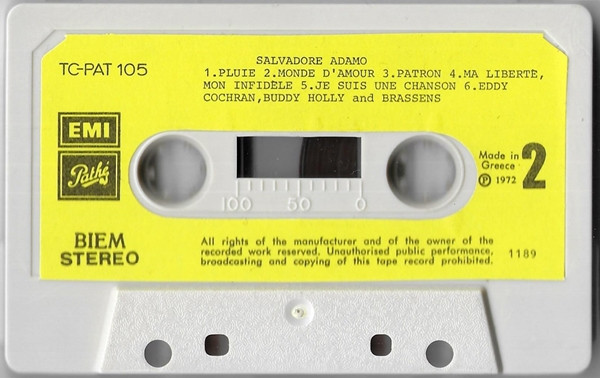 SALVADORE ADAMO
TC-PAT 105
1.PLUIE 2.MONDE D'AMOUR 3.PATRON 4.MA LIBERTÈ,
MON INFIDÈLE 5.JE SUIS UNE CHANSON 6.EDDY
COCHRAN,BUDDY HOLLY and BRASSENS
EMI
Pathé
Made in
Greece
℗ 1972
2
100 50 0
BIEM
STEREO
All rights of the manufacturer and of the owner of the
recorded work reserved. Unauthorised public performance,
broadcasting and copying of this tape record prohibited.
1189